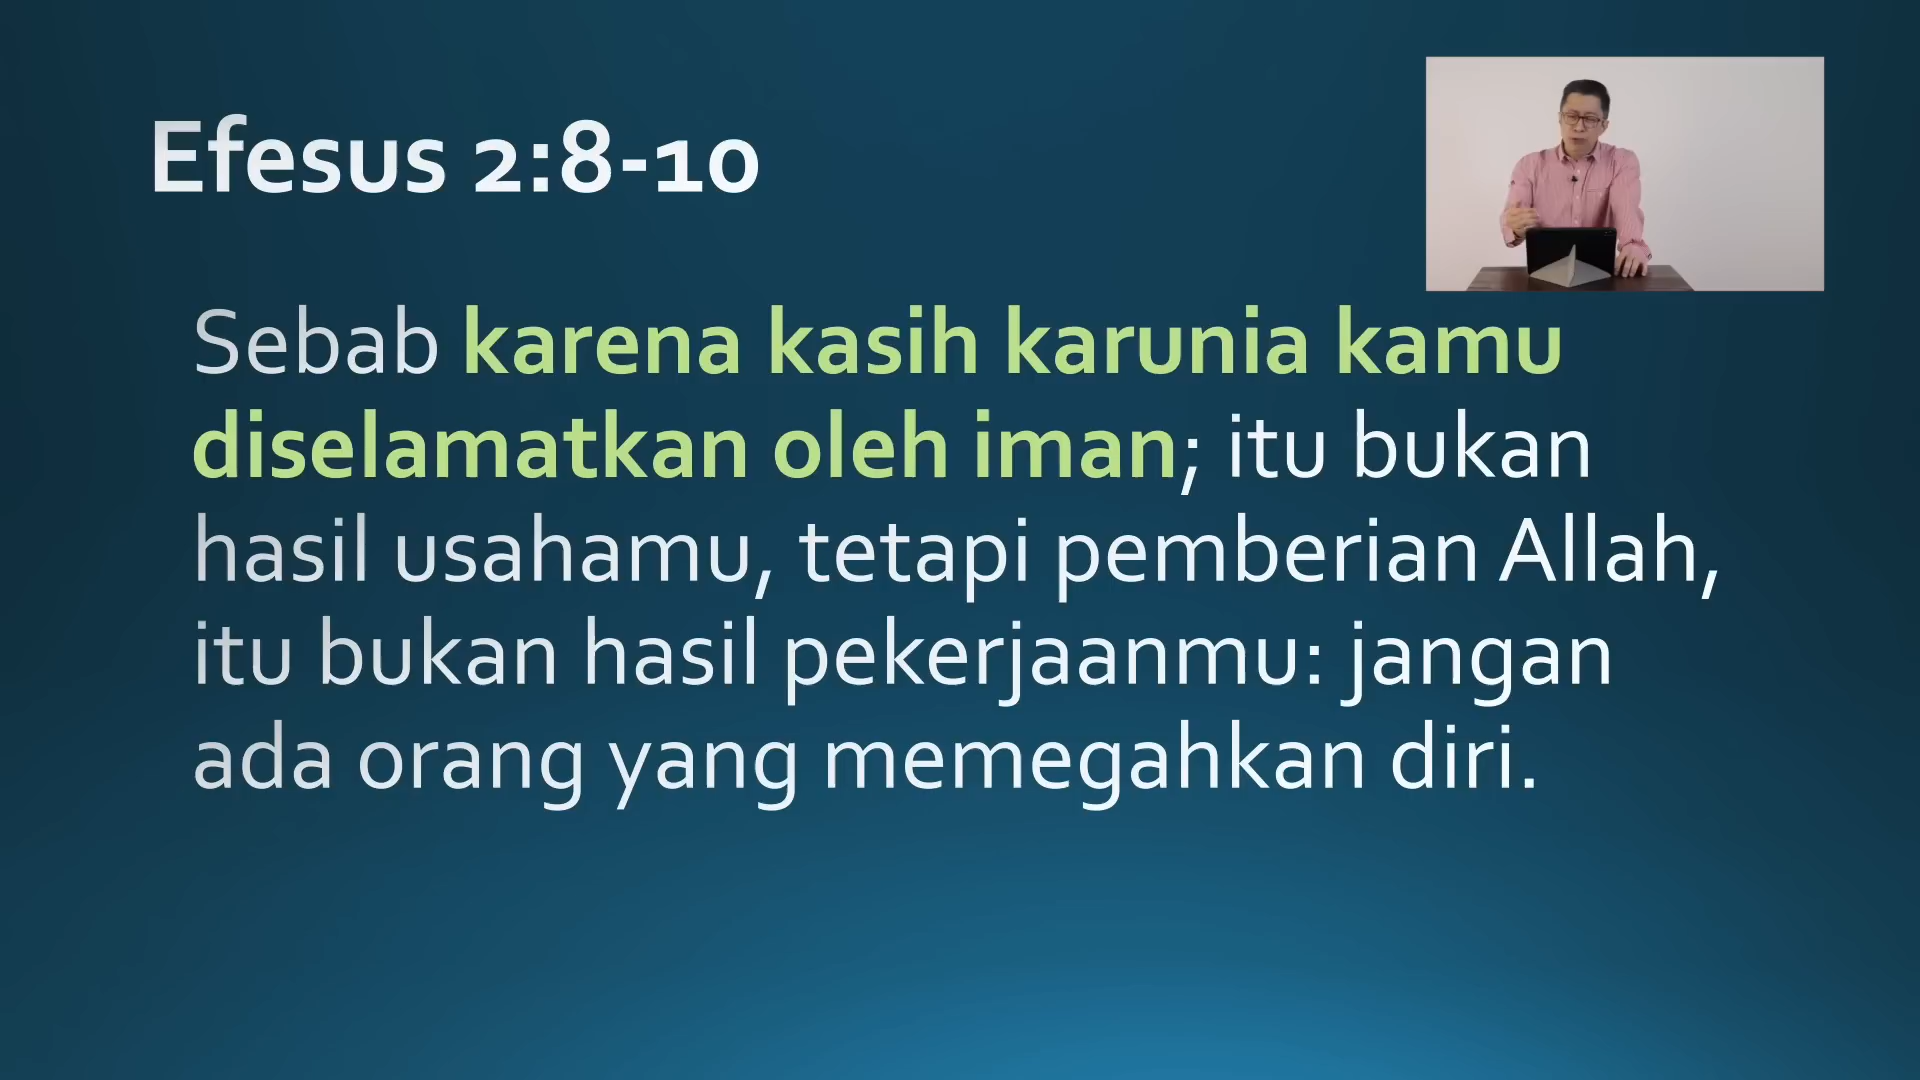 Efesus 2:8-10
Sebab karena kasih karunia kamu
diselamatkan oleh iman; itu bukan
hasil usahamu, tetapi pemberian Allah,
itu bukan hasil pekerjaanmu: jangan
ada orang yang memegahkan diri.